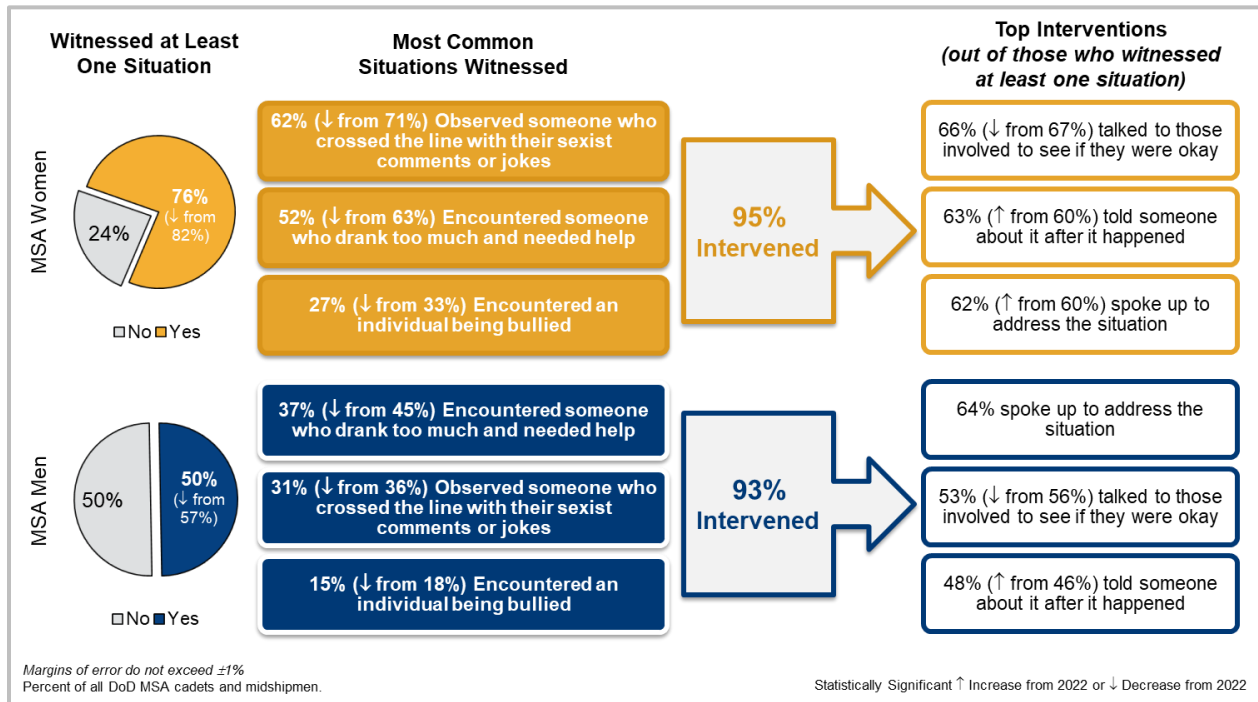 Witnessed at Least
One Situation
Most Common
Situations Witnessed
Top Interventions
(out of those who witnessed
at least one situation)
MSA Women
76%
(↓ from
82%)
24%
No Yes
62% (↓ from 71%) Observed someone who
crossed the line with their sexist
comments or jokes
52% (↓ from 63%) Encountered someone
who drank too much and needed help
27% (↓ from 33%) Encountered an
individual being bullied
95%
Intervened
66% (↓ from 67%) talked to those
involved to see if they were okay
63% (↑ from 60%) told someone
about it after it happened
62% (↑ from 60%) spoke up to
address the situation
MSA Men
50%
50%
(↓ from
57%)
No Yes
37% (↓ from 45%) Encountered someone
who drank too much and needed help
31% (↓ from 36%) Observed someone who
crossed the line with their sexist
comments or jokes
15% (↓ from 18%) Encountered an
individual being bullied
93%
Intervened
64% spoke up to address the
situation
53% (↓ from 56%) talked to those
involved to see if they were okay
48% (↑ from 46%) told someone
about it after it happened
Margins of error do not exceed ±1%
Percent of all DoD MSA cadets and midshipmen.
Statistically Significant ↑ Increase from 2022 or ↓ Decrease from 2022